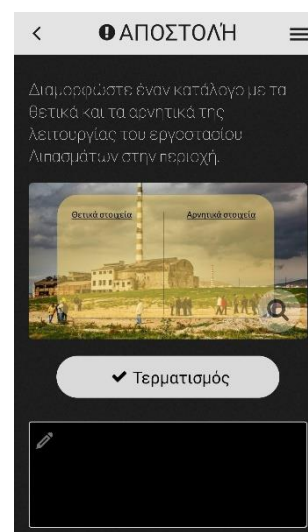 ΑΠΟΣΤΟΛΉ
Διαμορφώστε έναν κατάλογο με τα
θετικά και τα αρνητικά της
λειτουργίας του εργοστασίου
Λιπασμάτων στην περιοχή.
Θετικά στοιχεία Αρνητικά στοιχεία
Τερματισμός